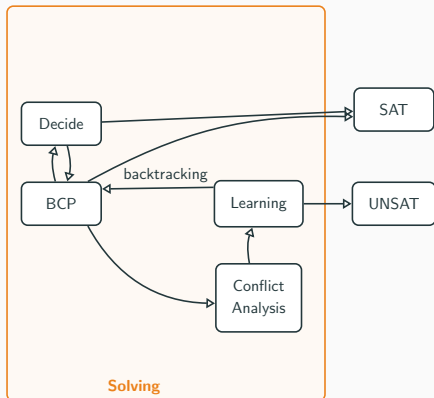 SAT
Decide
backtracking
BCP
Learning
UNSAT
Conflict
Analysis
Solving